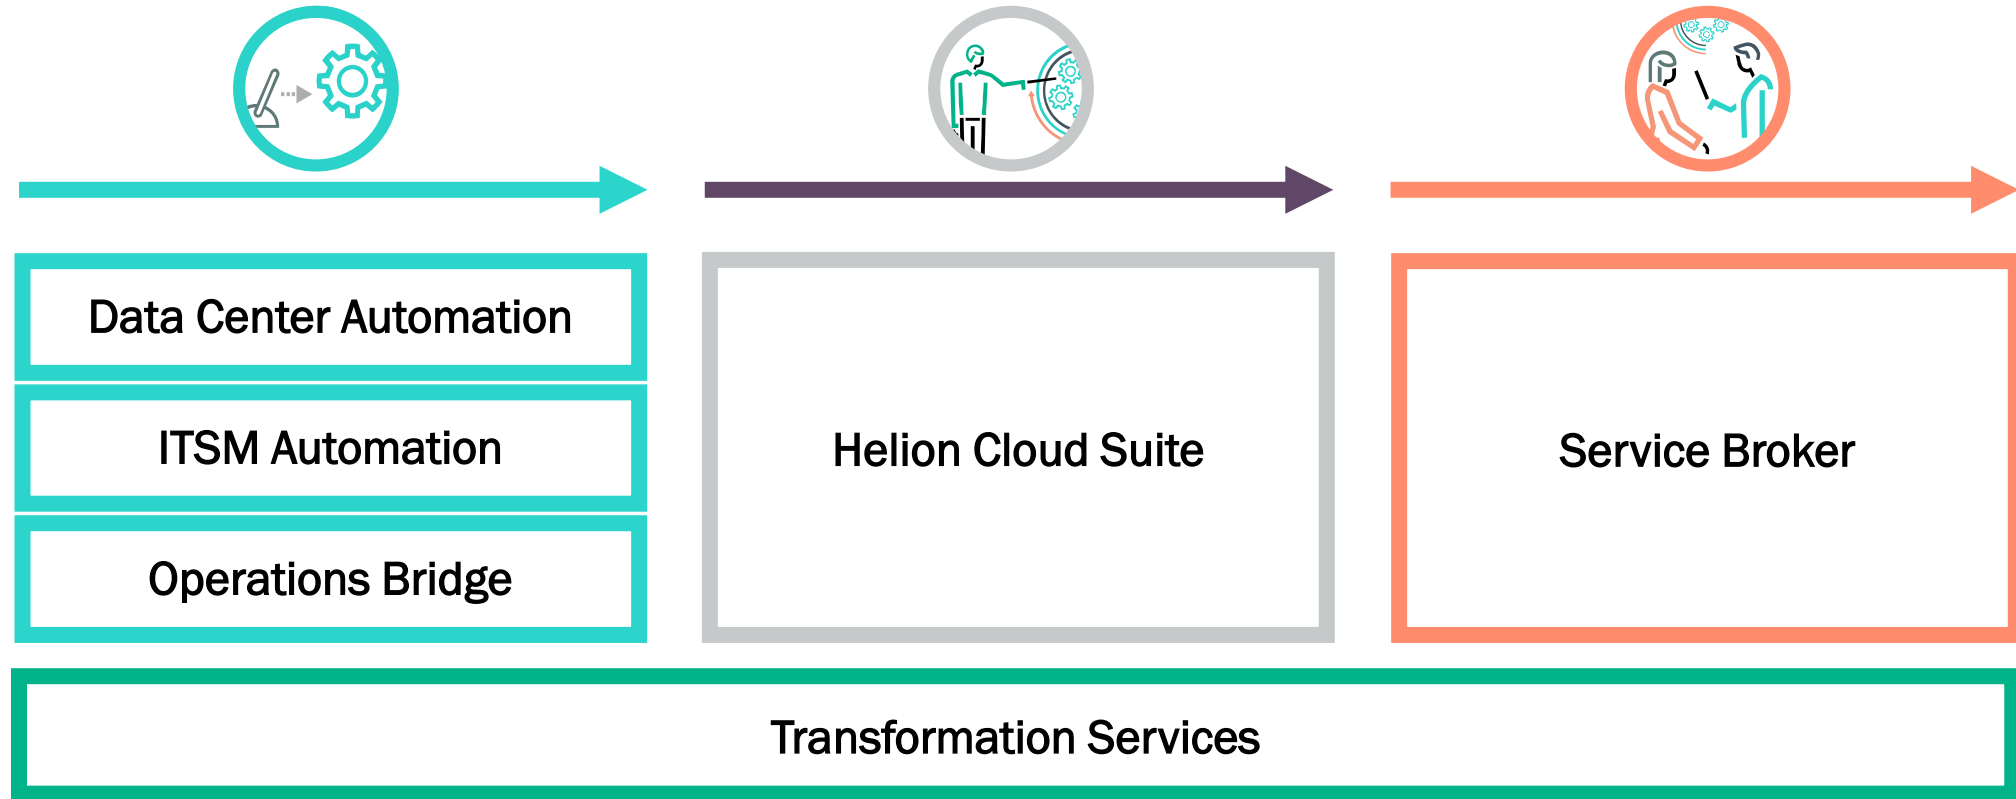 Data Center Automation
ITSM Automation
Operations Bridge
Helion Cloud Suite
Service Broker
Transformation Services